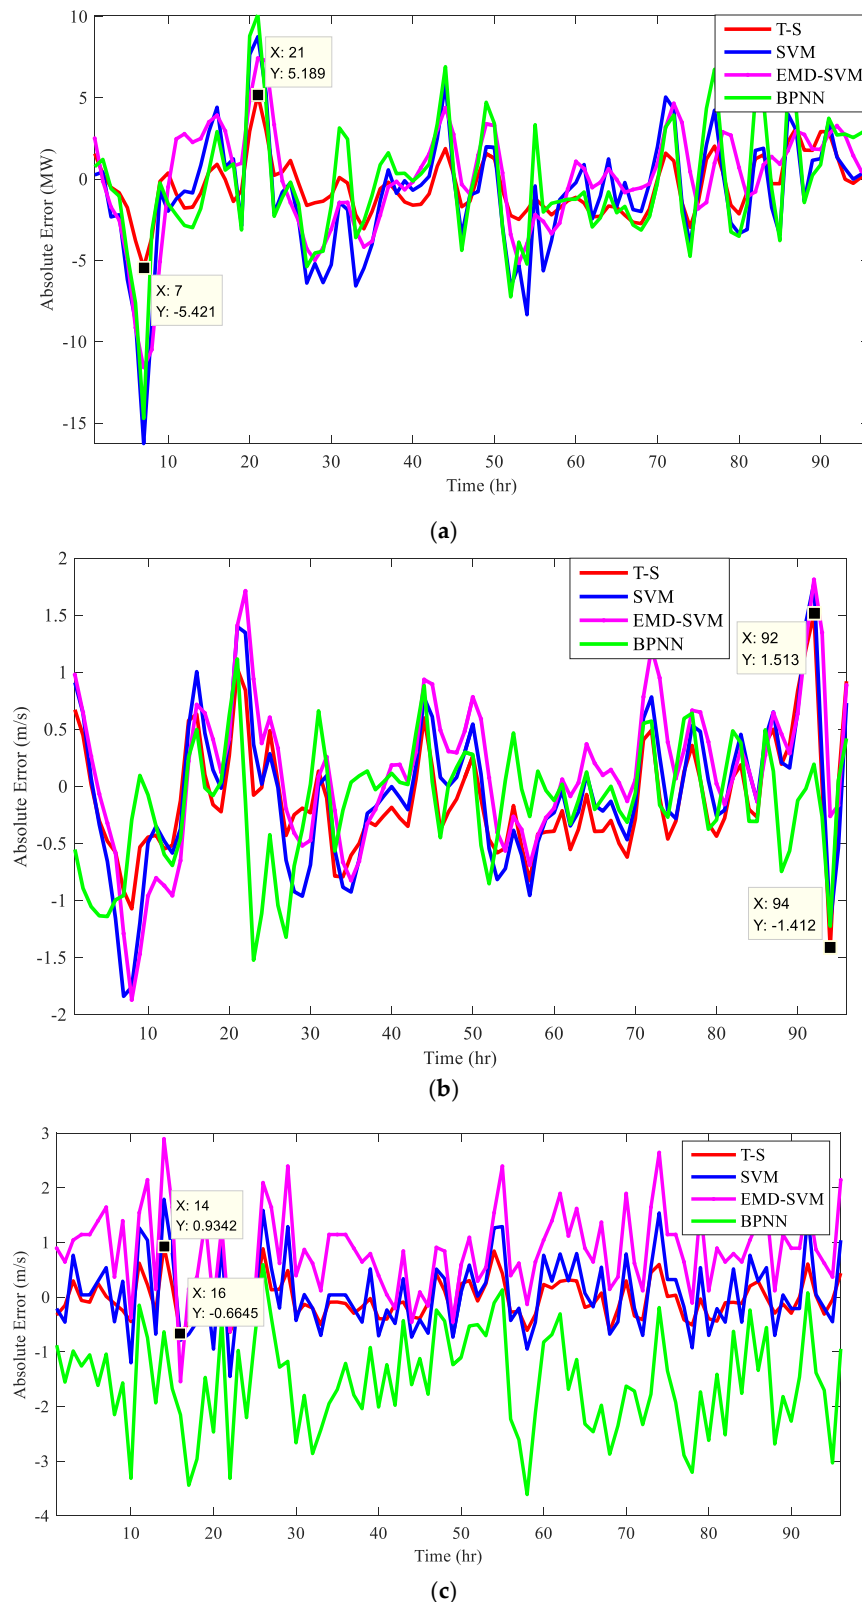 10
5
0
-5
-10
-15
Absolute Error (MW)
X: 21
Y: 5.189
X: 7
Y: -5.421
T-S
SVM
EMD-SVM
BPNN
10 20 30 40 50 60 70 80 90
Time (hr)
(a)
2
1.5
1
0.5
0
-0.5
-1
-1.5
-2
Absolute Error (m/s)
T-S
SVM
EMD-SVM
BPNN
X: 92
Y: 1.513
X: 94
Y: -1.412
10 20 30 40 50 60 70 80 90
Time (hr)
(b)
3
2
1
0
-1
-2
-3
-4
Absolute Error (m/s)
X: 14
Y: 0.9342
X: 16
Y: -0.6645
T-S
SVM
EMD-SVM
BPNN
10 20 30 40 50 60 70 80 90
Time (hr)
(c)